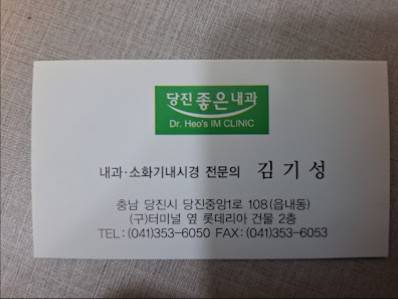 당진 좋은내과
Dr. Heo's IM CLINIC
내과·소화기내시경 전문의 김기성
충남 당진시 당진중앙1로 108(읍내동)
(구)터미널 옆 롯데리아 건물 2층
TEL : (041)353-6050 FAX : (041)353-6053